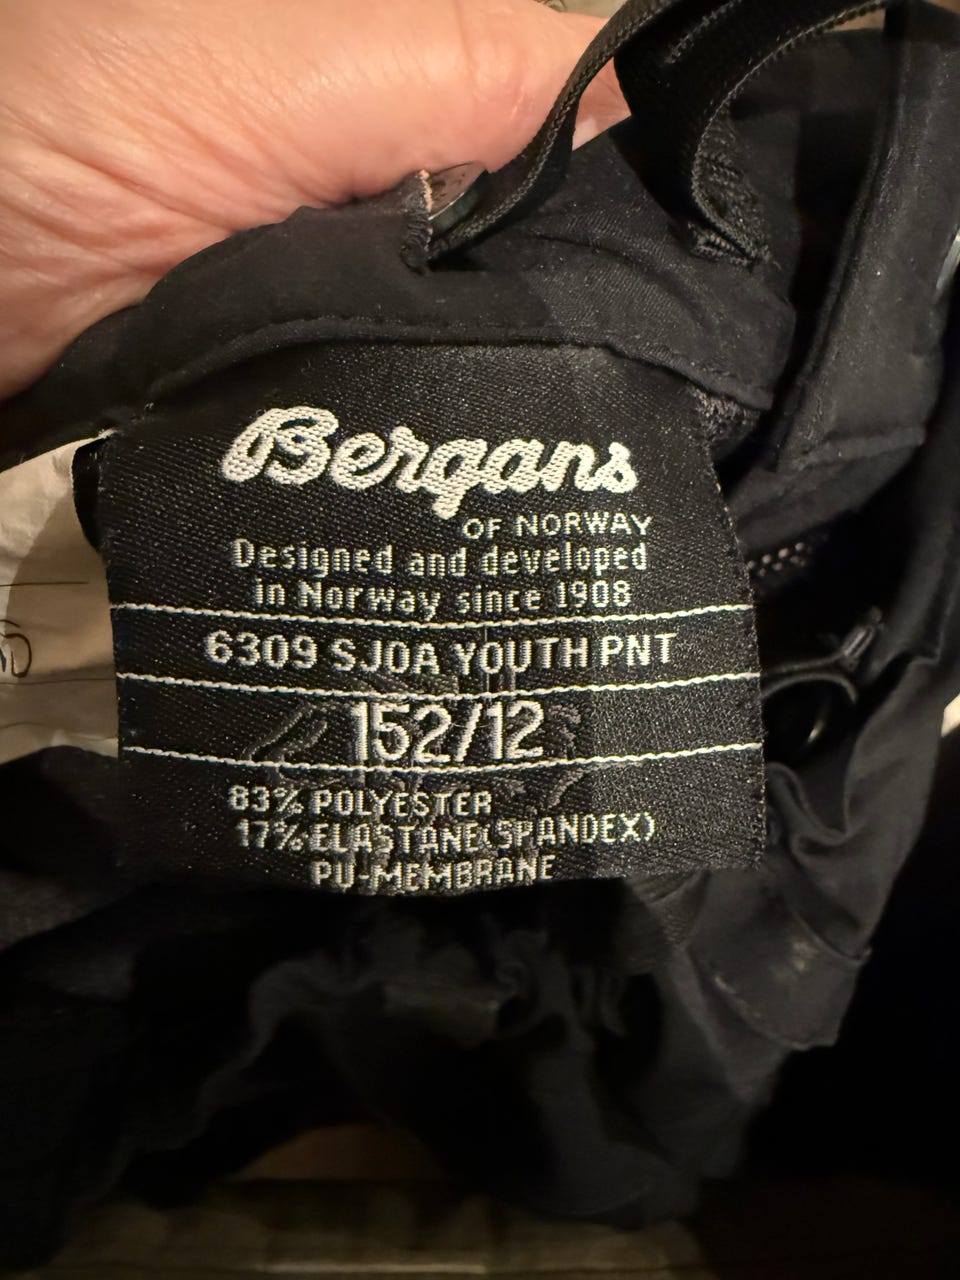 Bergans
OF NORWAY
Designed and developed
in Norway since 1908
6309 SJOA YOUTH PNT
152/12
83% POLYESTER
17% ELASTANE(SPANDEX)
PU-MEMBRANE